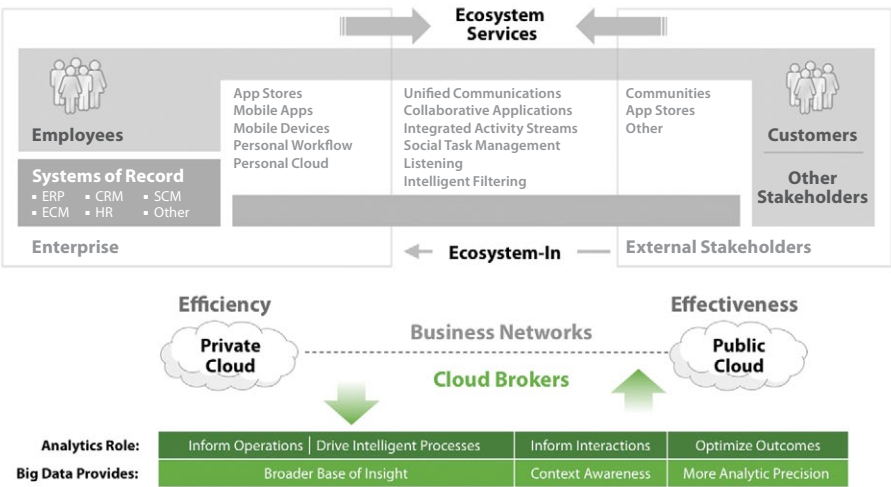 Ecosystem
Services
Employees
Systems of Record
▪ ERP ▪ CRM ▪ SCM
▪ ECM ▪ HR ▪ Other
Enterprise
App Stores
Mobile Apps
Mobile Devices
Personal Workflow
Personal Cloud
Unified Communications
Collaborative Applications
Integrated Activity Streams
Social Task Management
Listening
Intelligent Filtering
Communities
App Stores
Other
Customers
Other
Stakeholders
Ecosystem-In
External Stakeholders
Efficiency
Private
Cloud
Business Networks
Cloud Brokers
Effectiveness
Public
Cloud
Analytics Role: Inform Operations | Drive Intelligent Processes Inform Interactions Optimize Outcomes
Big Data Provides: Broader Base of Insight Context Awareness More Analytic Precision